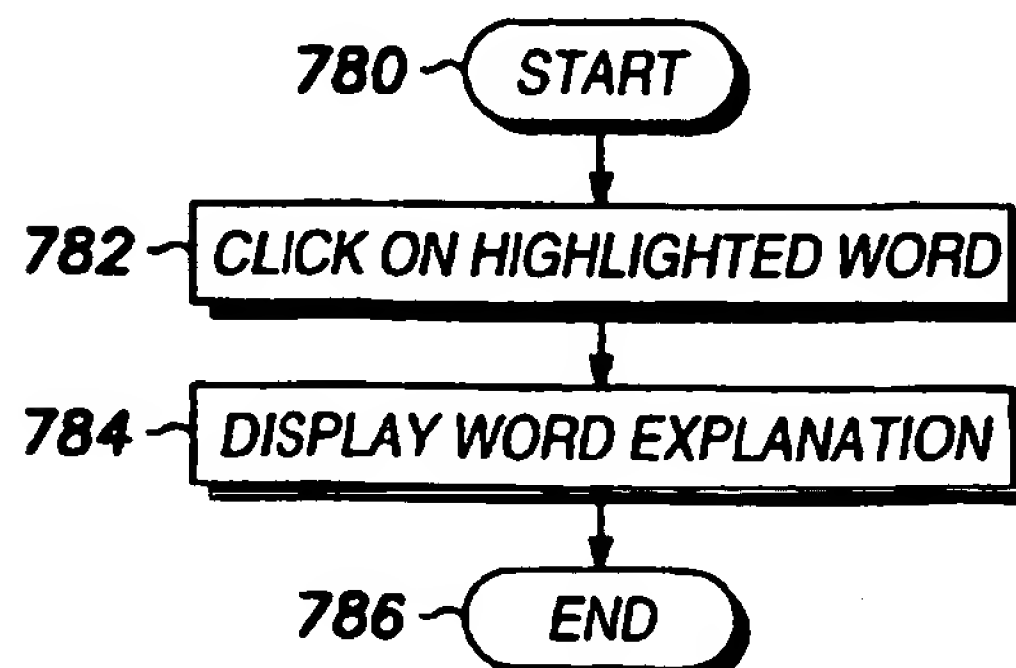 780 START
782 CLICK ON HIGHLIGHTED WORD
784 DISPLAY WORD EXPLANATION
786 END